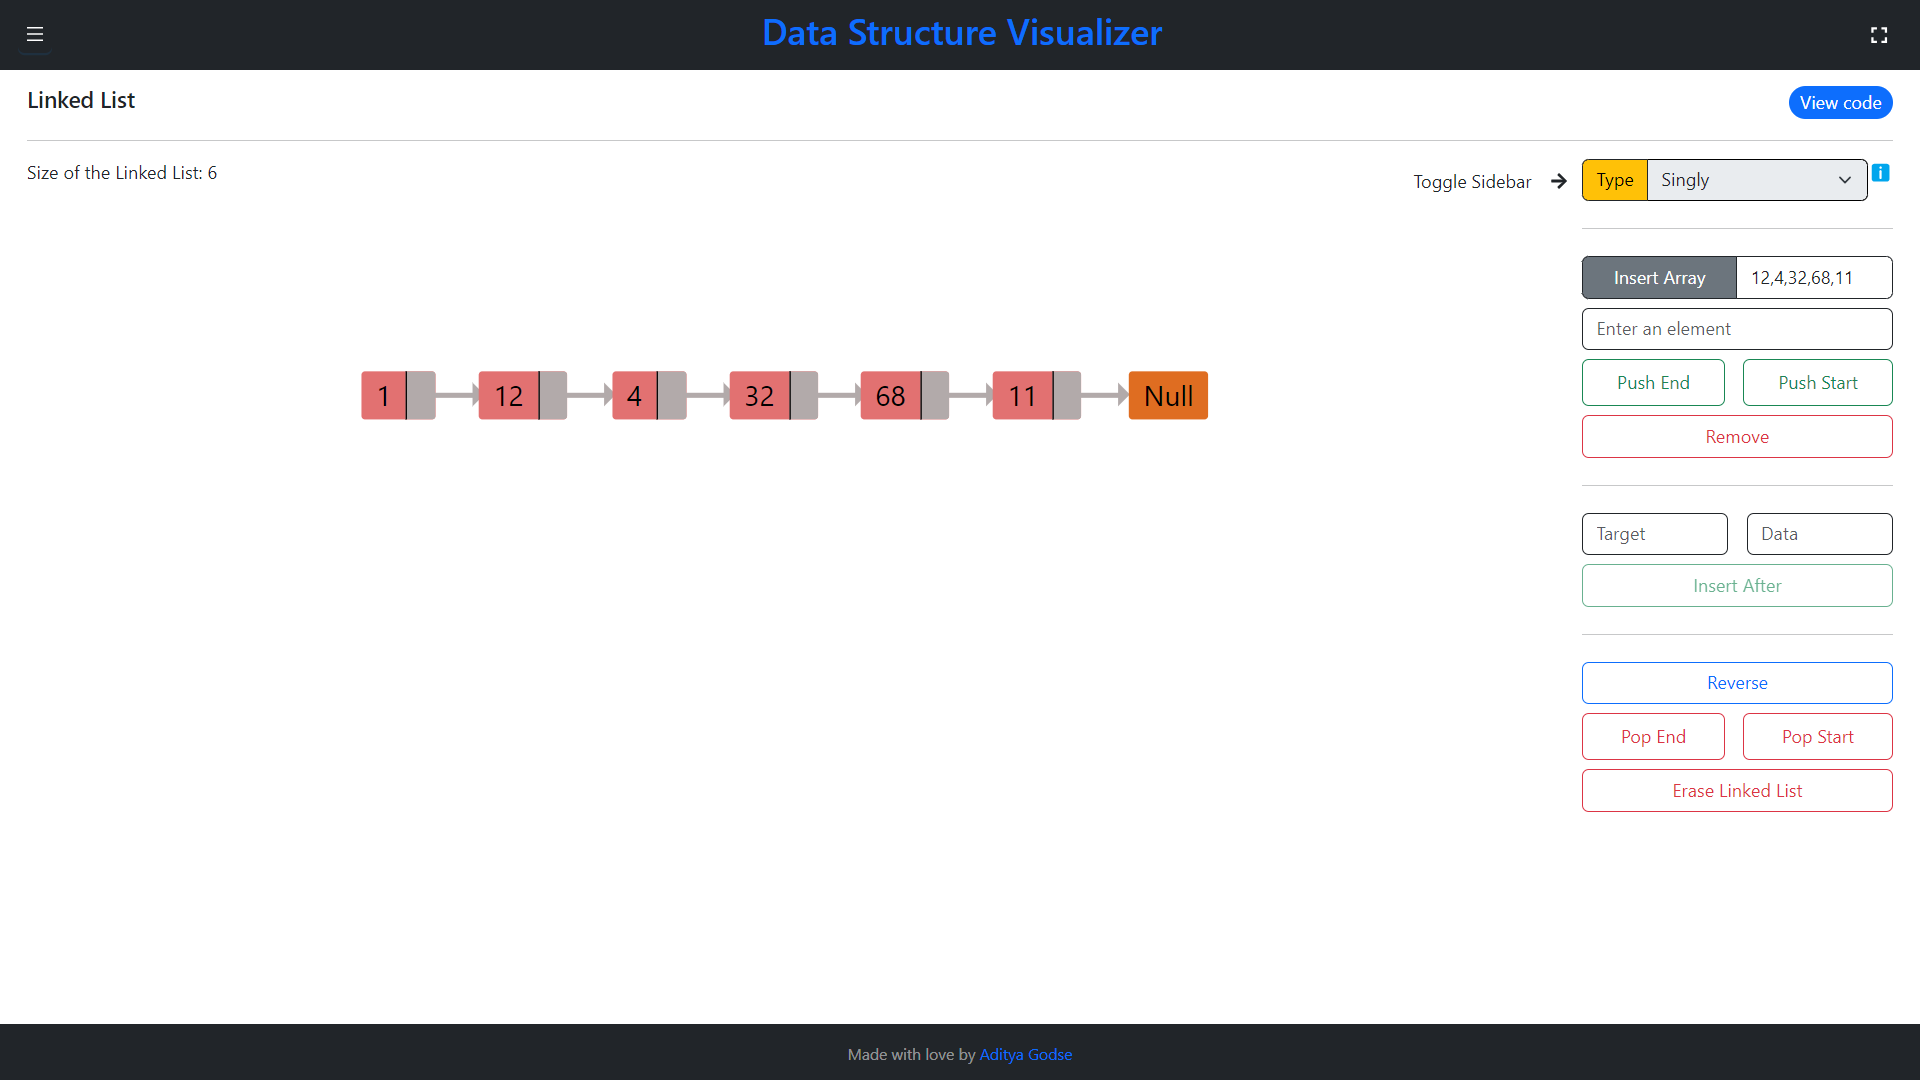 Data Structure Visualizer
Linked List
View code
Size of the Linked List: 6
Toggle Sidebar
Type
Singly
i
Insert Array
12,4,32,68,11
Enter an element
Push End
Push Start
Remove
1
12
4
32
68
11
Null
Target
Data
Insert After
Reverse
Pop End
Pop Start
Erase Linked List
Made with love by Aditya Godse